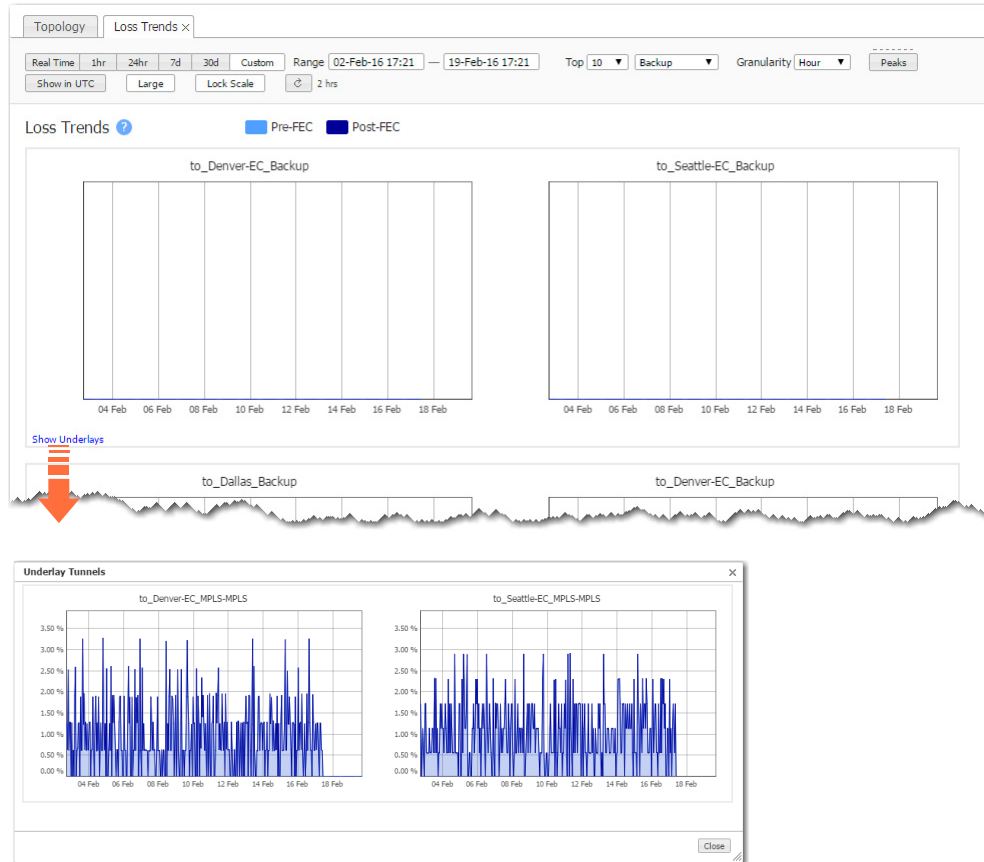 Topology
Loss Trends ×
Real Time 1hr 24hr 7d 30d Custom Range 02-Feb-16 17:21 — 19-Feb-16 17:21 Top 10 ▼ Backup ▼ Granularity Hour ▼ Peaks
Show in UTC Large Lock Scale 2 hrs
Loss Trends ? Pre-FEC Post-FEC
to_Denver-EC_Backup
04 Feb 06 Feb 08 Feb 10 Feb 12 Feb 14 Feb 16 Feb 18 Feb
to_Seattle-EC_Backup
04 Feb 06 Feb 08 Feb 10 Feb 12 Feb 14 Feb 16 Feb 18 Feb
Show Underlays
to_Dallas_Backup
to_Denver-EC_Backup
Underlay Tunnels ×
to_Denver-EC_MPLS-MPLS
3.50 %
3.00 %
2.50 %
2.00 %
1.50 %
1.00 %
0.50 %
0.00 %
04 Feb 06 Feb 08 Feb 10 Feb 12 Feb 14 Feb 16 Feb 18 Feb
to_Seattle-EC_MPLS-MPLS
3.50 %
3.00 %
2.50 %
2.00 %
1.50 %
1.00 %
0.50 %
0.00 %
04 Feb 06 Feb 08 Feb 10 Feb 12 Feb 14 Feb 16 Feb 18 Feb
Close